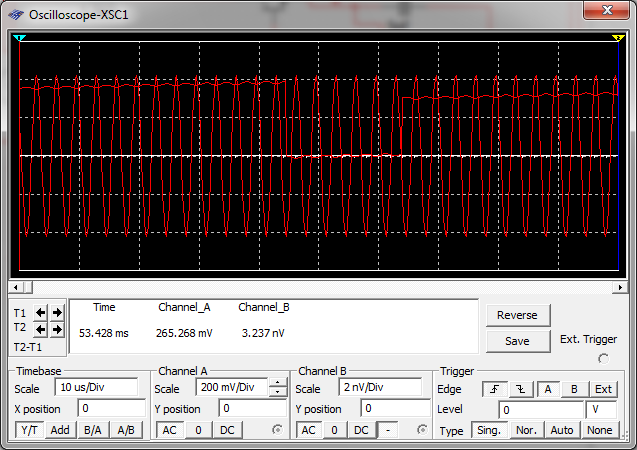 Oscilloscope-XSC1
T1
T2
T2-T1
Time Channel_A Channel_B
53.428 ms 265.268 mV 3.237 nV
Reverse
Save
Ext. Trigger
Timebase
Scale 10 us/Div
X position 0
Y/T Add B/A A/B
Channel A
Scale 200 mV/Div
Y position 0
AC 0 DC
Channel B
Scale 2 nV/Div
Y position 0
AC 0 DC -
Trigger
Edge A B Ext
Level 0 V
Type Sing. Nor. Auto None